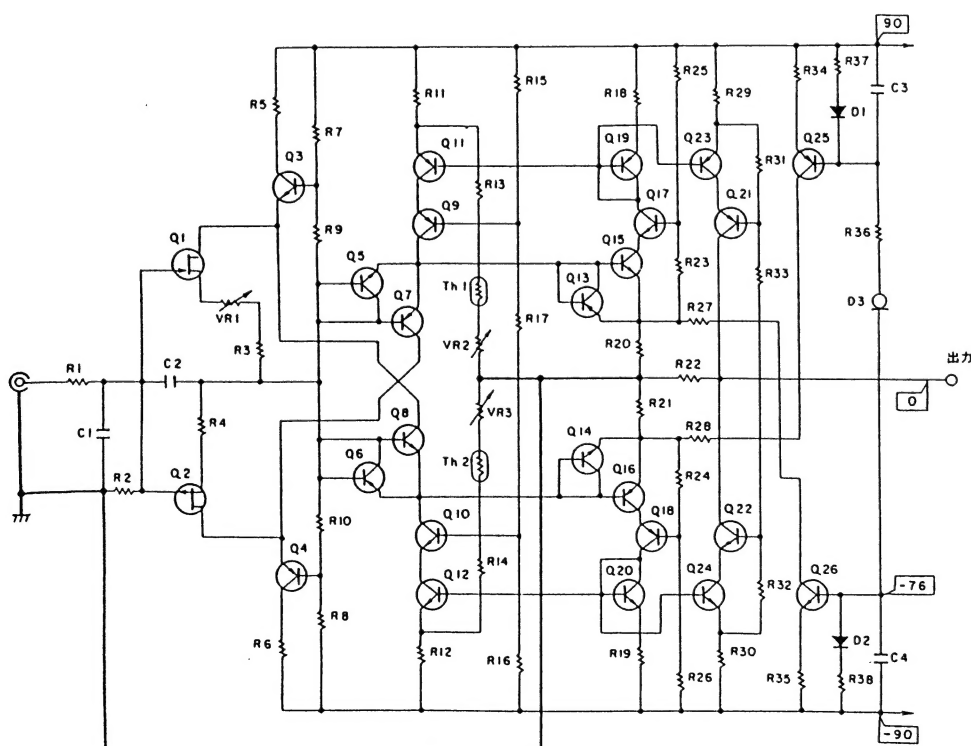 90
R37
C3
R34
D1
Q25
R25
R29
R18
R15
R11
R5
R7
Q3
Q11
Q19
Q23
R31
R13
Q17
Q21
Q9
R9
R36
Q1
Q15
R23
R33
Q5
Q7
Th 1
Q13
D3
VR1
R17
R27
R3
VR2
R20
出力
R1
C2
R22
0
VR3
R21
C1
R4
Q8
Q14
R28
Q6
Th 2
Q16
R24
R2
Q2
R10
Q10
Q18
Q22
Q4
R14
Q12
Q20
Q24
R32
Q26
-76
R8
D2
R6
R12
R16
R19
R30
C4
R26
R35
R38
-90